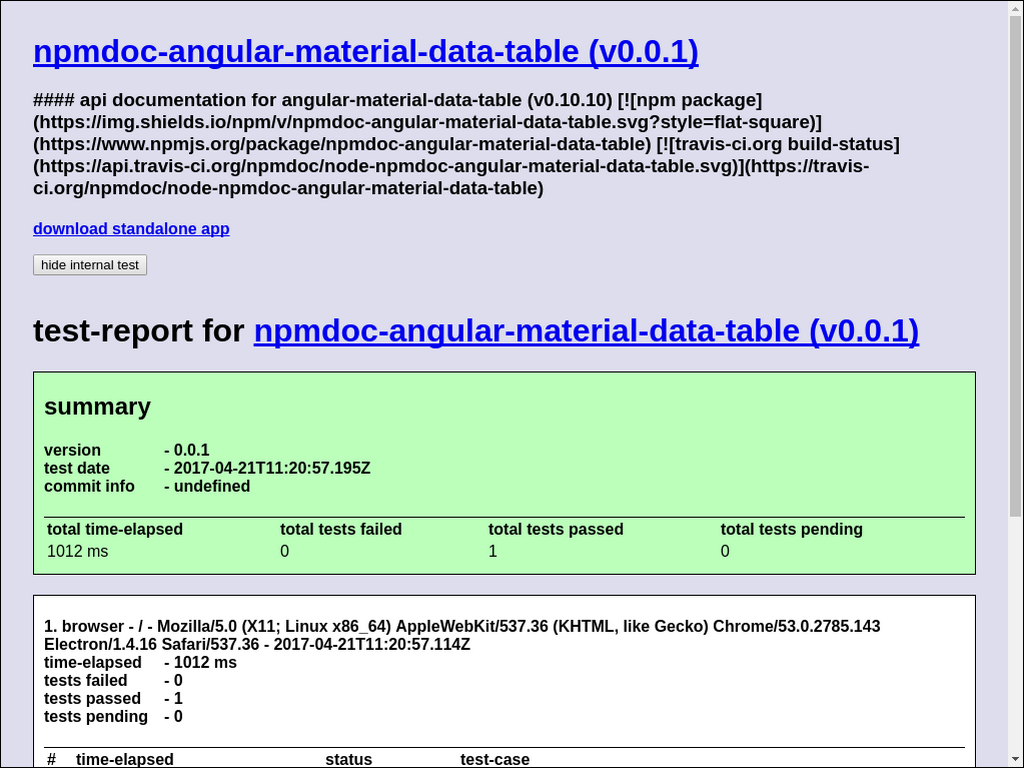 npmdoc-angular-material-data-table (v0.0.1)
#### api documentation for angular-material-data-table (v0.10.10) [![npm package]
(https://img.shields.io/npm/v/npmdoc-angular-material-data-table.svg?style=flat-square)]
(https://www.npmjs.org/package/npmdoc-angular-material-data-table) [![travis-ci.org build-status]
(https://api.travis-ci.org/npmdoc/node-npmdoc-angular-material-data-table.svg)](https://travis-
ci.org/npmdoc/node-npmdoc-angular-material-data-table)
download standalone app
hide internal test
test-report for npmdoc-angular-material-data-table (v0.0.1)
summary
version - 0.0.1
test date - 2017-04-21T11:20:57.195Z
commit info - undefined
total time-elapsed total tests failed total tests passed total tests pending
1012 ms 0 1 0
1. browser - / - Mozilla/5.0 (X11; Linux x86_64) AppleWebKit/537.36 (KHTML, like Gecko) Chrome/53.0.2785.143
Electron/1.4.16 Safari/537.36 - 2017-04-21T11:20:57.114Z
time-elapsed - 1012 ms
tests failed - 0
tests passed - 1
tests pending - 0
# time-elapsed status test-case